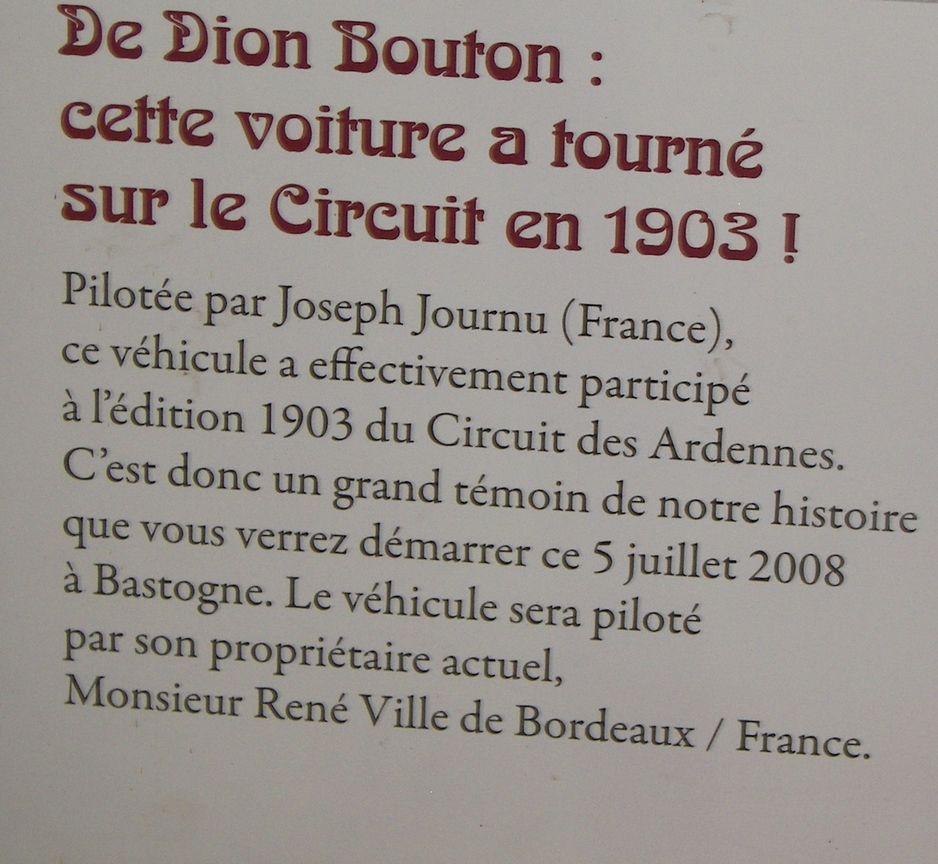 De Dion Bouton :
cette voiture a tourné
sur le Circuit en 1903 !
Pilotée par Joseph Journu (France),
ce véhicule a effectivement participé
à l'édition 1903 du Circuit des Ardennes.
C'est donc un grand témoin de notre histoire
que vous verrez démarrer ce 5 juillet 2008
à Bastogne. Le véhicule sera piloté
par son propriétaire actuel,
Monsieur René Ville de Bordeaux / France.